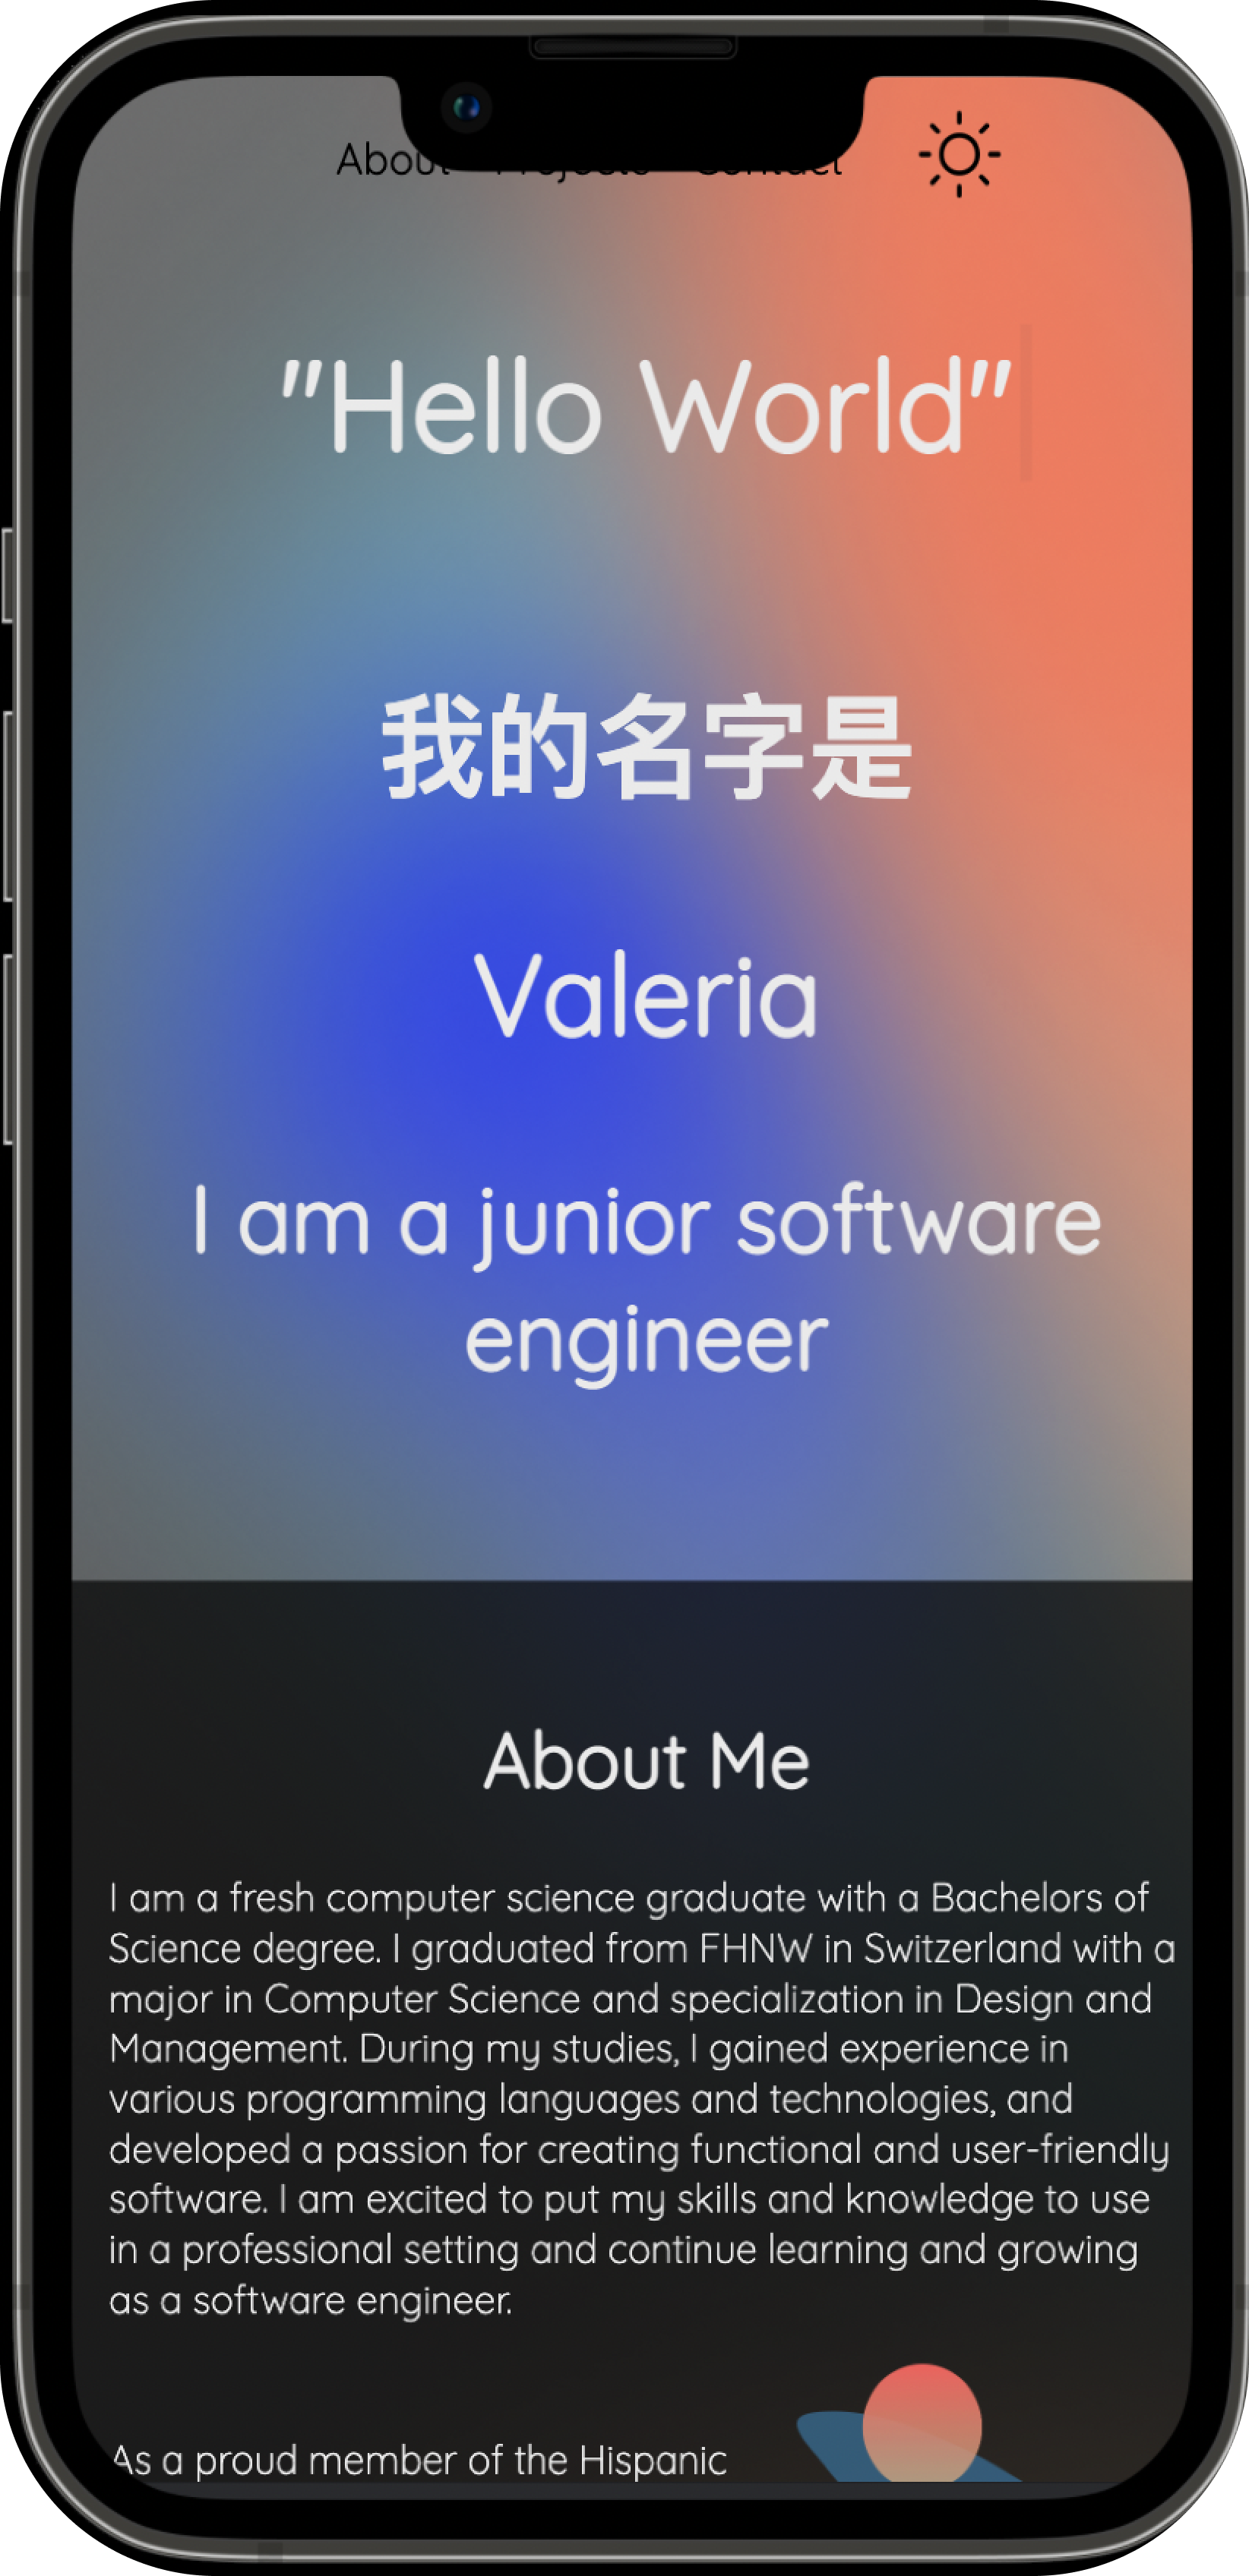 About Projects Contact
"Hello World"
我的名字是
Valeria
I am a junior software
engineer
About Me
I am a fresh computer science graduate with a Bachelors of
Science degree. I graduated from FHNW in Switzerland with a
major in Computer Science and specialization in Design and
Management. During my studies, I gained experience in
various programming languages and technologies, and
developed a passion for creating functional and user-friendly
software. I am excited to put my skills and knowledge to use
in a professional setting and continue learning and growing
as a software engineer.
As a proud member of the Hispanic